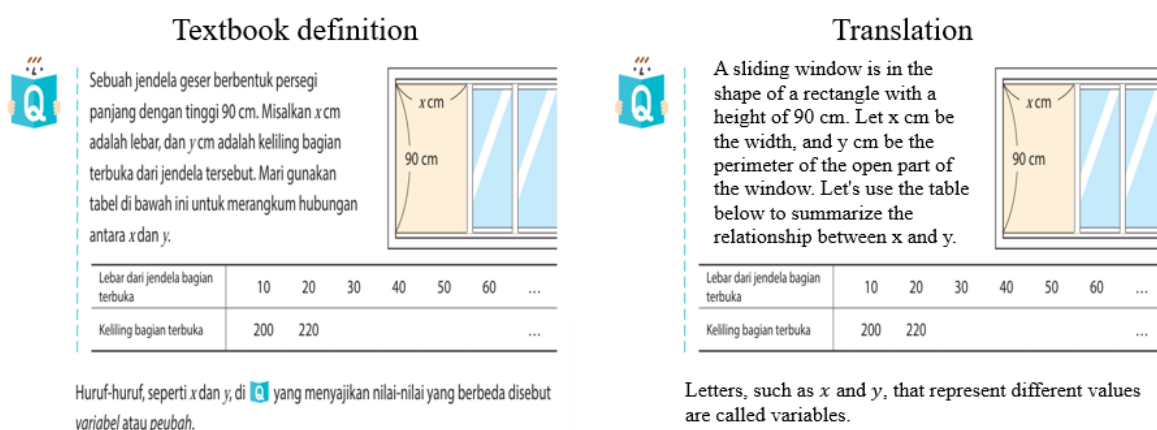 Textbook definition
Q
Sebuah jendela geser berbentuk persegi
panjang dengan tinggi 90 cm. Misalkan x cm
adalah lebar, dan y cm adalah keliling bagian
terbuka dari jendela tersebut. Mari gunakan
tabel di bawah ini untuk merangkum hubungan
antara x dan y.
x cm
90 cm
Lebar dari jendela bagian
terbuka
10 20 30 40 50 60 ...
Keliling bagian terbuka 200 220 ...
Huruf-huruf, seperti x dan y, di Q yang menyajikan nilai-nilai yang berbeda disebut
variabel atau peubah.
Translation
Q
A sliding window is in the
shape of a rectangle with a
height of 90 cm. Let x cm be
the width, and y cm be the
perimeter of the open part of
the window. Let's use the table
below to summarize the
relationship between x and y.
x cm
90 cm
Lebar dari jendela bagian
terbuka
10 20 30 40 50 60 ...
Keliling bagian terbuka 200 220 ...
Letters, such as x and y, that represent different values
are called variables.